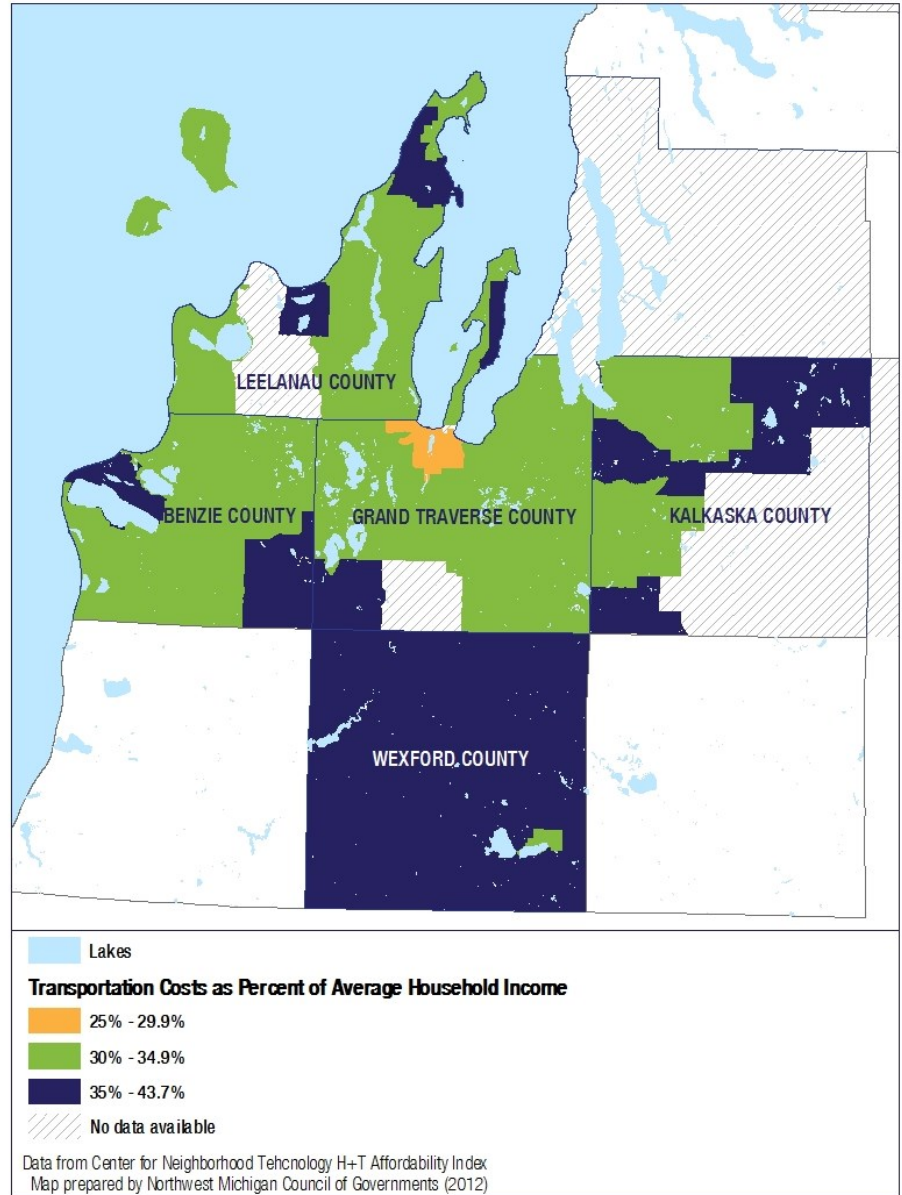 LEELANAU COUNTY
BENZIE COUNTY
GRAND TRAVERSE COUNTY
KALKASKA COUNTY
WEXFORD COUNTY
Lakes
Transportation Costs as Percent of Average Household Income
25% - 29.9%
30% - 34.9%
35% - 43.7%
No data available
Data from Center for Neighborhood Tehcnology H+T Affordability Index
Map prepared by Northwest Michigan Council of Governments (2012)